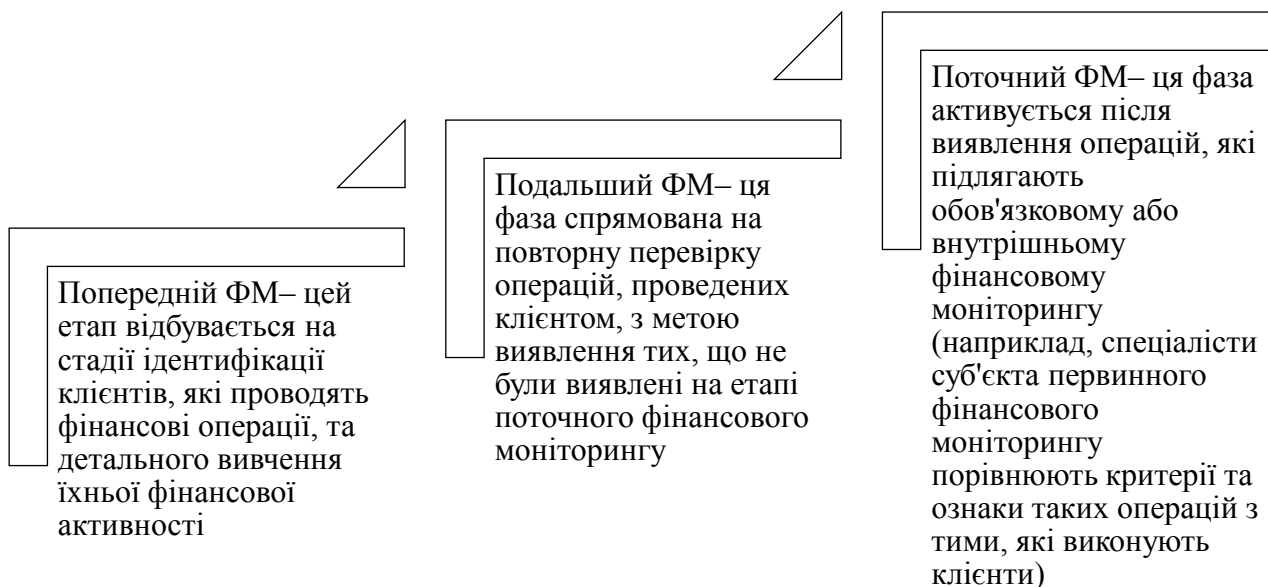 Попередній ФМ– цей
етап відбувається на
стадії ідентифікації
клієнтів, які проводять
фінансові операції, та
детального вивчення
їхньої фінансової
активності
Подальший ФМ– ця
фаза спрямована на
повторну перевірку
операцій, проведених
клієнтом, з метою
виявлення тих, що не
були виявлені на етапі
поточного фінансового
моніторингу
Поточний ФМ– ця фаза
активується після
виявлення операцій, які
підлягають
обов'язковому або
внутрішньому
фінансовому
моніторингу
(наприклад, спеціалісти
суб'єкта первинного
фінансового
моніторингу
порівнюють критерії та
ознаки таких операцій з
тими, які виконують
клієнти)